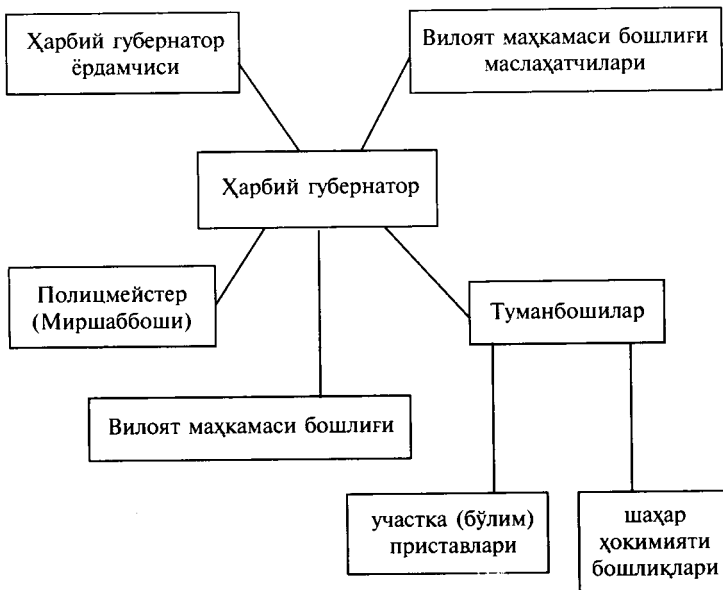 Ҳарбий губернатор
ёрдамчиси
Вилоят маҳкамаси бошлиғи
маслаҳатчилари
Ҳарбий губернатор
Полицмейстер
(Миршаббоши)
Туманбошилар
Вилоят маҳкамаси бошлиғи
участка (бўлим)
приставлари
шаҳар
ҳокимияти
бошлиқлари